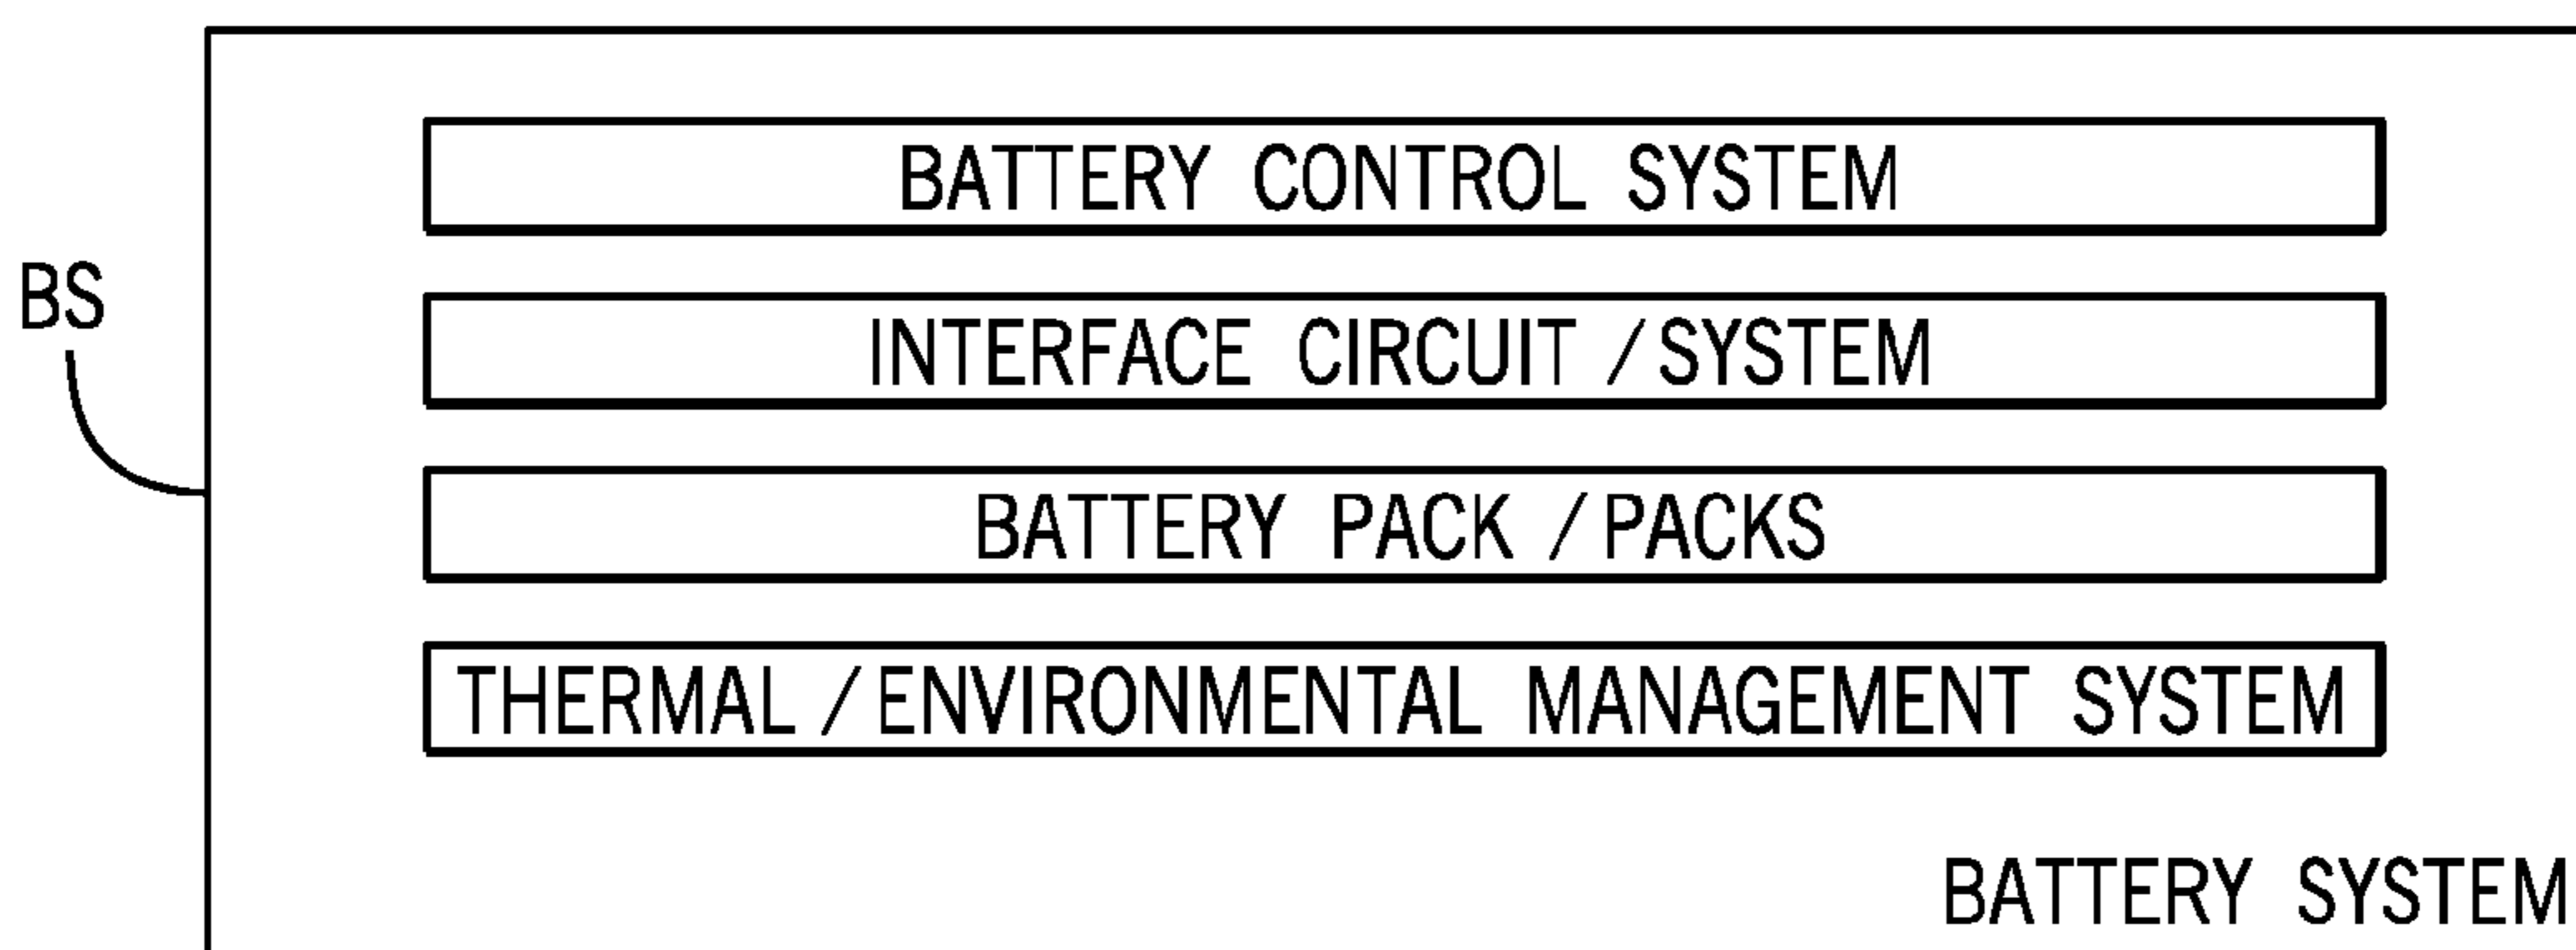 BATTERY CONTROL SYSTEM
BS
INTERFACE CIRCUIT / SYSTEM
BATTERY PACK / PACKS
THERMAL / ENVIRONMENTAL MANAGEMENT SYSTEM
BATTERY SYSTEM